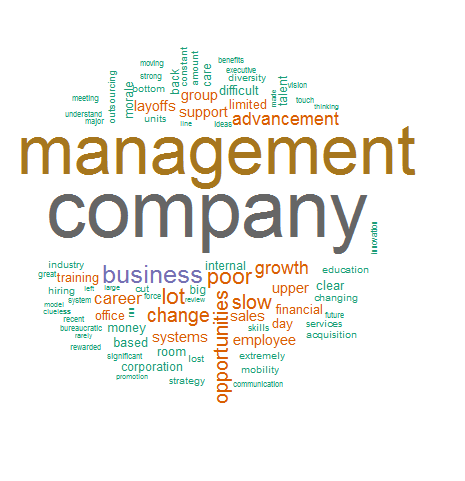 moving
constant
amount
benefits
executive
strong
back
care
diversity
vision
outsourcing
morale
bottom
difficult
talent
made
meeting
group
touch
layoffs
limited
thinking
understand
support
major
units
line
ideas
advancement
management
company
innovation
industry
internal
growth
education
great
training
business
poor
upper
clear
hiring
left
large
cut
lot
big
changing
system
career
force
review
slow
model
clueless
office
change
opportunities
sales
financial
future
recent
money
skills
day
services
bureaucratic
rarely
based
systems
employee
acquisition
rewarded
room
significant
lost
extremely
corporation
mobility
promotion
strategy
communication